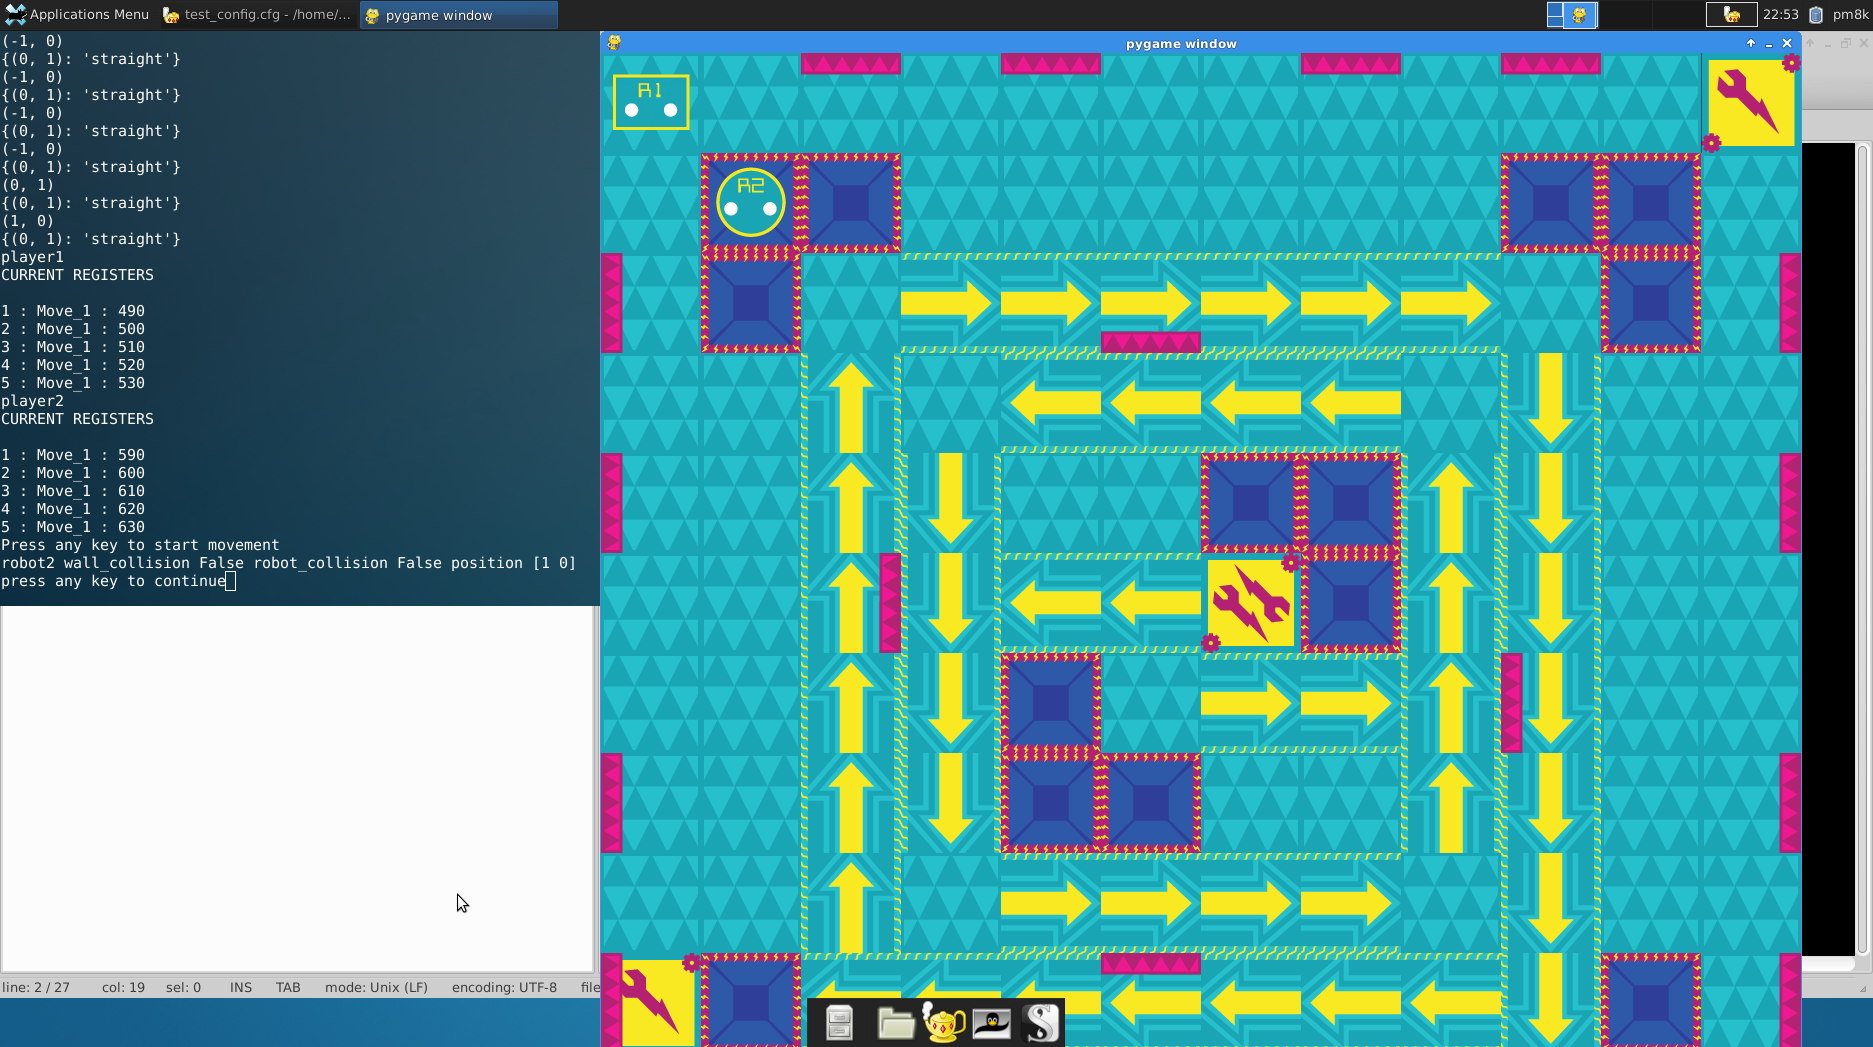 Applications Menu
test_config.cfg - /home/...
pygame window
22:53
pm8k
(-1, 0)
{(0, 1): 'straight'}
(-1, 0)
{(0, 1): 'straight'}
(-1, 0)
{(0, 1): 'straight'}
(-1, 0)
{(0, 1): 'straight'}
(0, 1)
{(0, 1): 'straight'}
(1, 0)
{(0, 1): 'straight'}
player1
CURRENT REGISTERS
1 : Move_1 : 490
2 : Move_1 : 500
3 : Move_1 : 510
4 : Move_1 : 520
5 : Move_1 : 530
player2
CURRENT REGISTERS
1 : Move_1 : 590
2 : Move_1 : 600
3 : Move_1 : 610
4 : Move_1 : 620
5 : Move_1 : 630
Press any key to start movement
robot2 wall_collision False robot_collision False position [1 0]
press any key to continue
pygame window
R1
R2
line: 2 / 27
col: 19
sel: 0
INS
TAB
mode: Unix (LF)
encoding: UTF-8
file